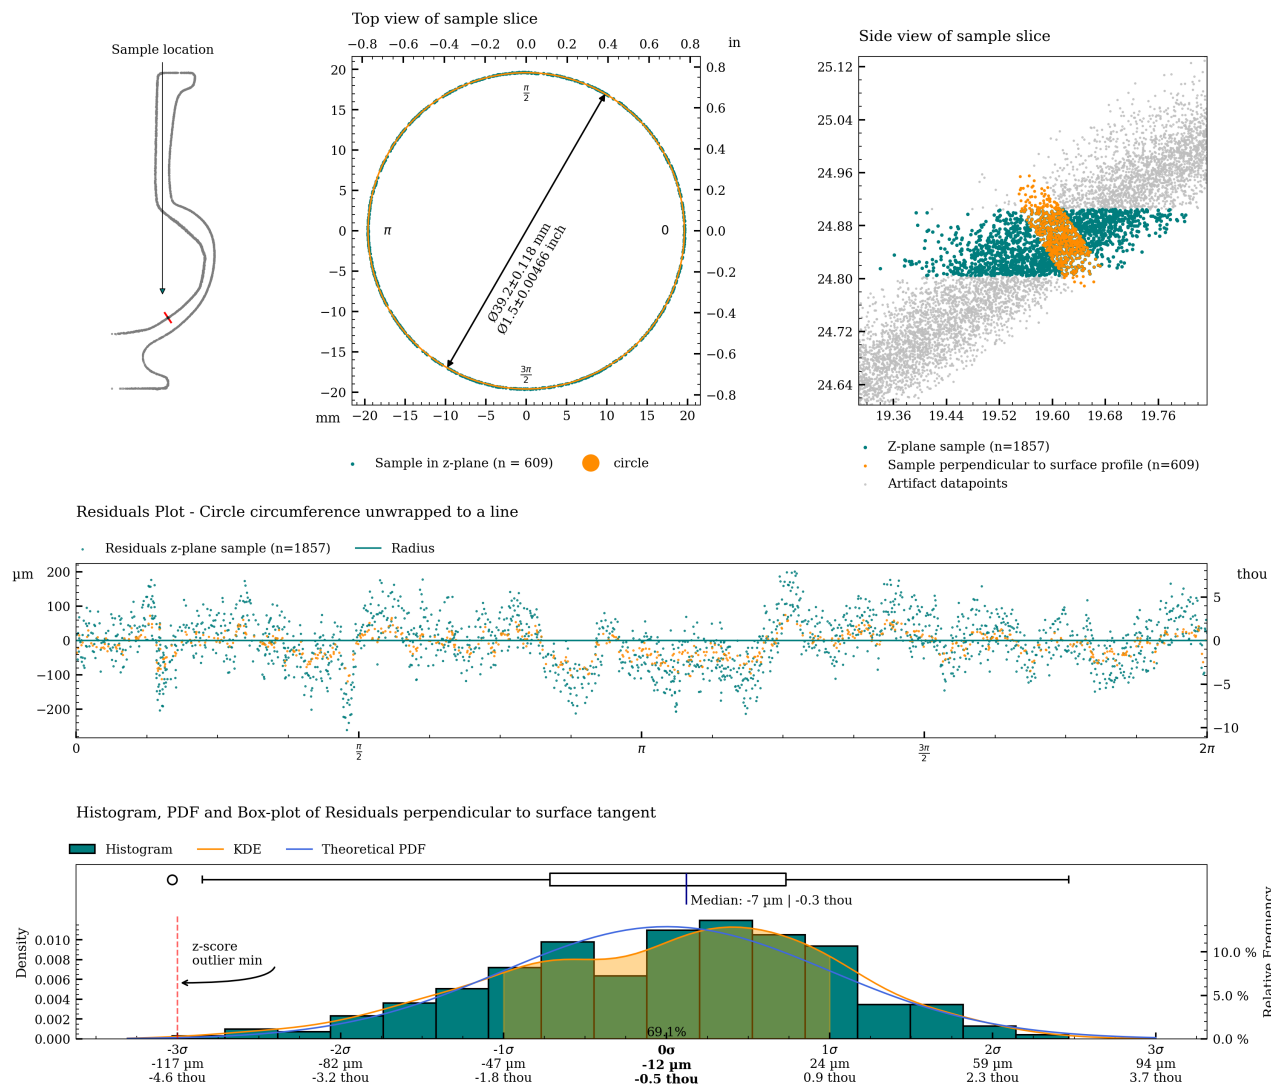 Sample location
Top view of sample slice
−0.8 −0.6 −0.4 −0.2 0.0 0.2 0.4 0.6 0.8 in
20
15
10
5
0
−5
−10
−15
−20
mm
0.8
0.6
0.4
0.2
0.0
−0.2
−0.4
−0.6
−0.8
π/2
π
0
3π/2
Ø39.2±0.118 mm
Ø1.5±0.00466 inch
−20 −15 −10 −5 0 5 10 15 20
Sample in z-plane (n = 609) circle
Side view of sample slice
25.12
25.04
24.96
24.88
24.80
24.72
24.64
19.36 19.44 19.52 19.60 19.68 19.76
Z-plane sample (n=1857)
Sample perpendicular to surface profile (n=609)
Artifact datapoints
Residuals Plot - Circle circumference unwrapped to a line
Residuals z-plane sample (n=1857) Radius
µm
200
100
0
−100
−200
thou
5
0
−5
−10
0 π/2 π 3π/2 2π
Histogram, PDF and Box-plot of Residuals perpendicular to surface tangent
Histogram KDE Theoretical PDF
Median: -7 µm | -0.3 thou
z-score
outlier min
Density
0.010
0.008
0.006
0.004
0.002
0.000
Relative Frequency
10.0 %
5.0 %
0.0 %
69.1%
-3σ -2σ -1σ 0σ 1σ 2σ 3σ
-117 µm -82 µm -47 µm -12 µm 24 µm 59 µm 94 µm
-4.6 thou -3.2 thou -1.8 thou -0.5 thou 0.9 thou 2.3 thou 3.7 thou